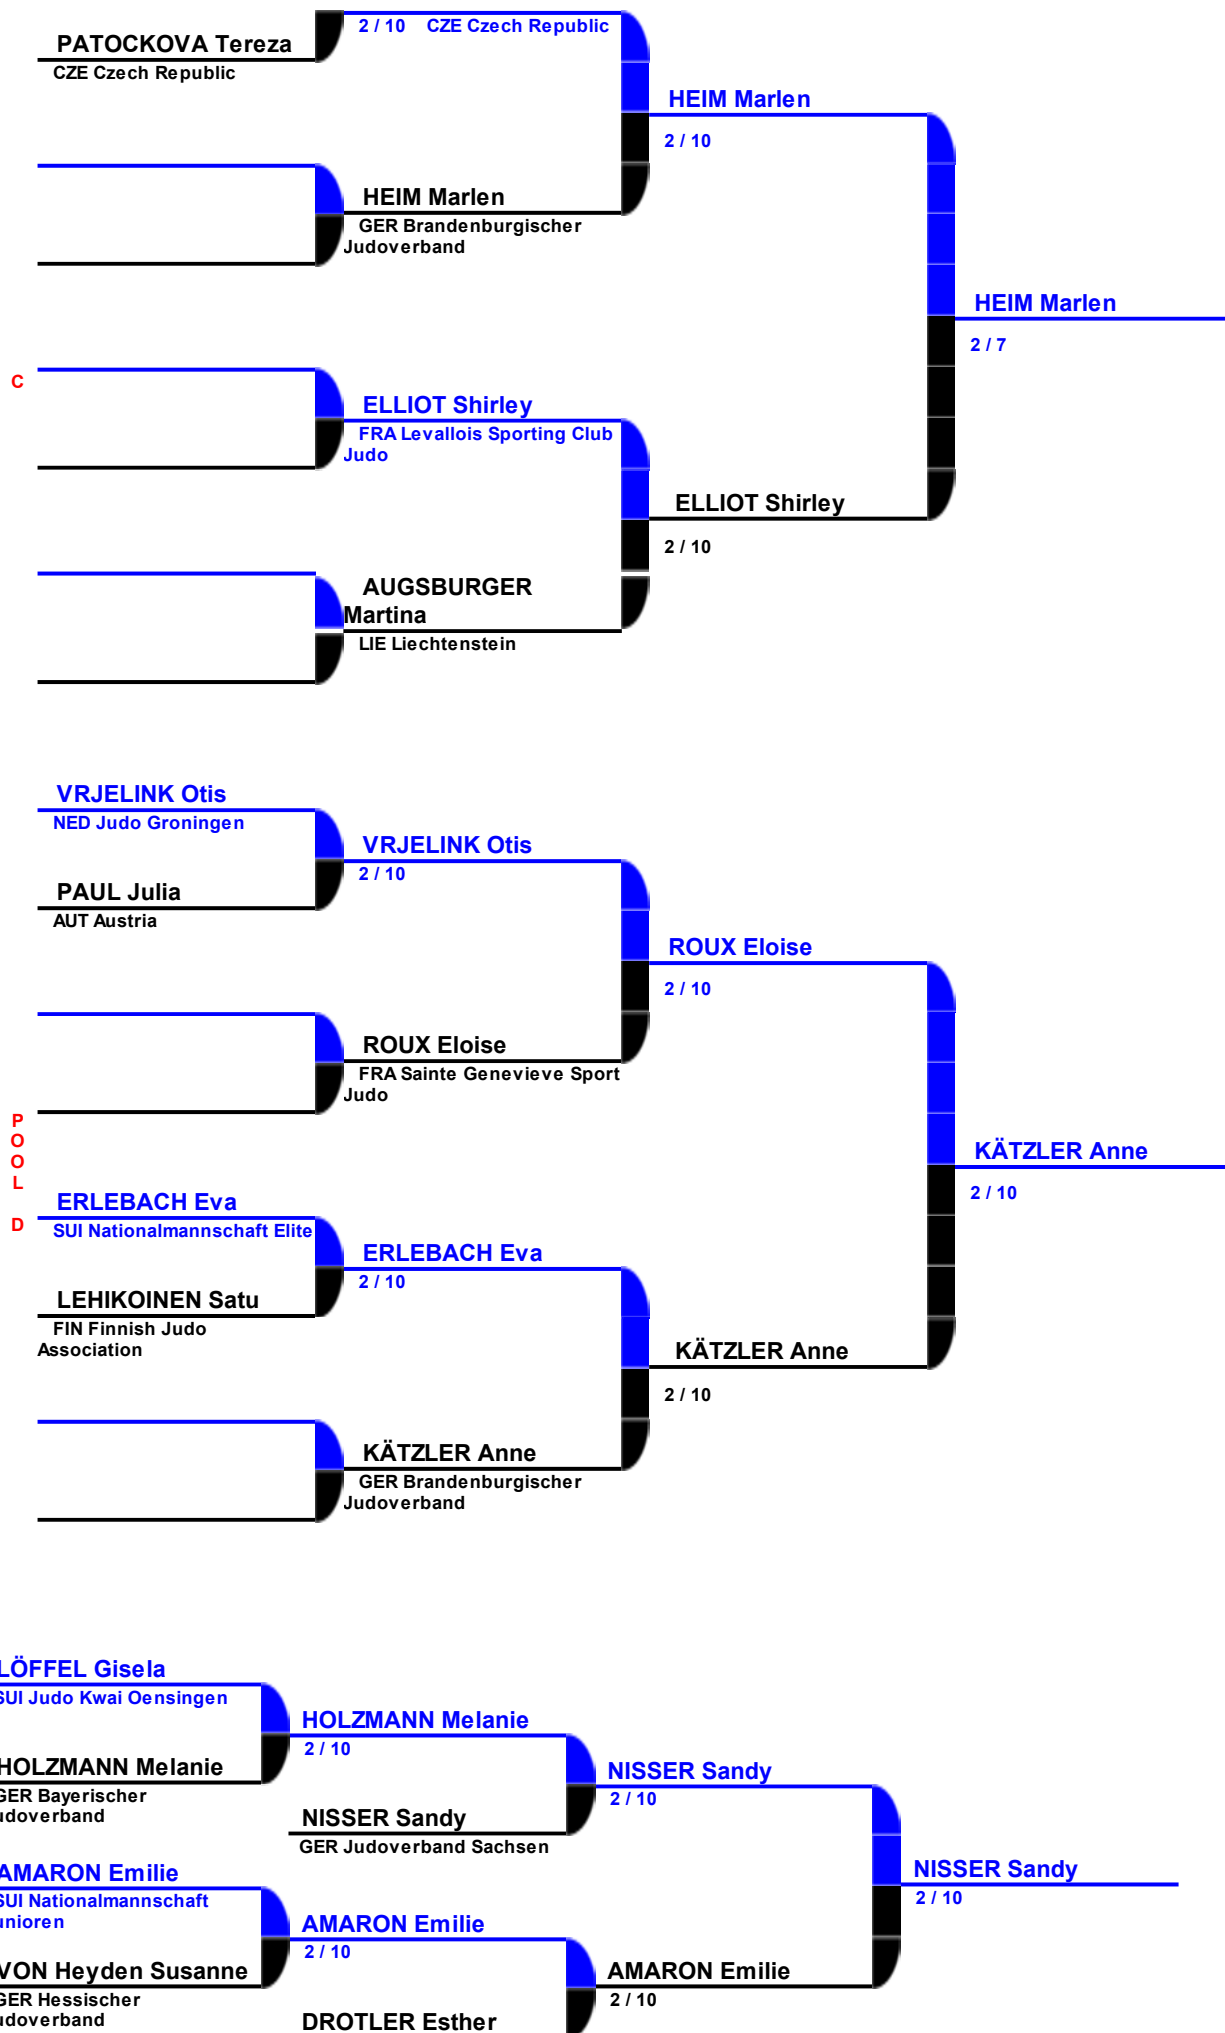 2 / 10 CZE Czech Republic
PATOCKOVA Tereza
CZE Czech Republic
HEIM Marlen
2 / 10
HEIM Marlen
GER Brandenburgischer
Judoverband
HEIM Marlen
2 / 7
C
ELLIOT Shirley
FRA Levallois Sporting Club
Judo
ELLIOT Shirley
2 / 10
AUGSBURGER
Martina
LIE Liechtenstein
VRJELINK Otis
NED Judo Groningen
VRJELINK Otis
2 / 10
PAUL Julia
AUT Austria
ROUX Eloise
2 / 10
ROUX Eloise
FRA Sainte Genevieve Sport
Judo
P
O
O
L
D
KÄTZLER Anne
2 / 10
ERLEBACH Eva
SUI Nationalmannschaft Elite
ERLEBACH Eva
2 / 10
LEHIKOINEN Satu
FIN Finnish Judo
Association
KÄTZLER Anne
2 / 10
KÄTZLER Anne
GER Brandenburgischer
Judoverband
LÖFFEL Gisela
SUI Judo Kwai Oensingen
HOLZMANN Melanie
2 / 10
HOLZMANN Melanie
GER Bayerischer
udoverband
NISSER Sandy
2 / 10
NISSER Sandy
GER Judoverband Sachsen
AMARON Emilie
SUI Nationalmannschaft
unioren
NISSER Sandy
2 / 10
AMARON Emilie
2 / 10
VON Heyden Susanne
GER Hessischer
udoverband
AMARON Emilie
2 / 10
DROTLER Esther